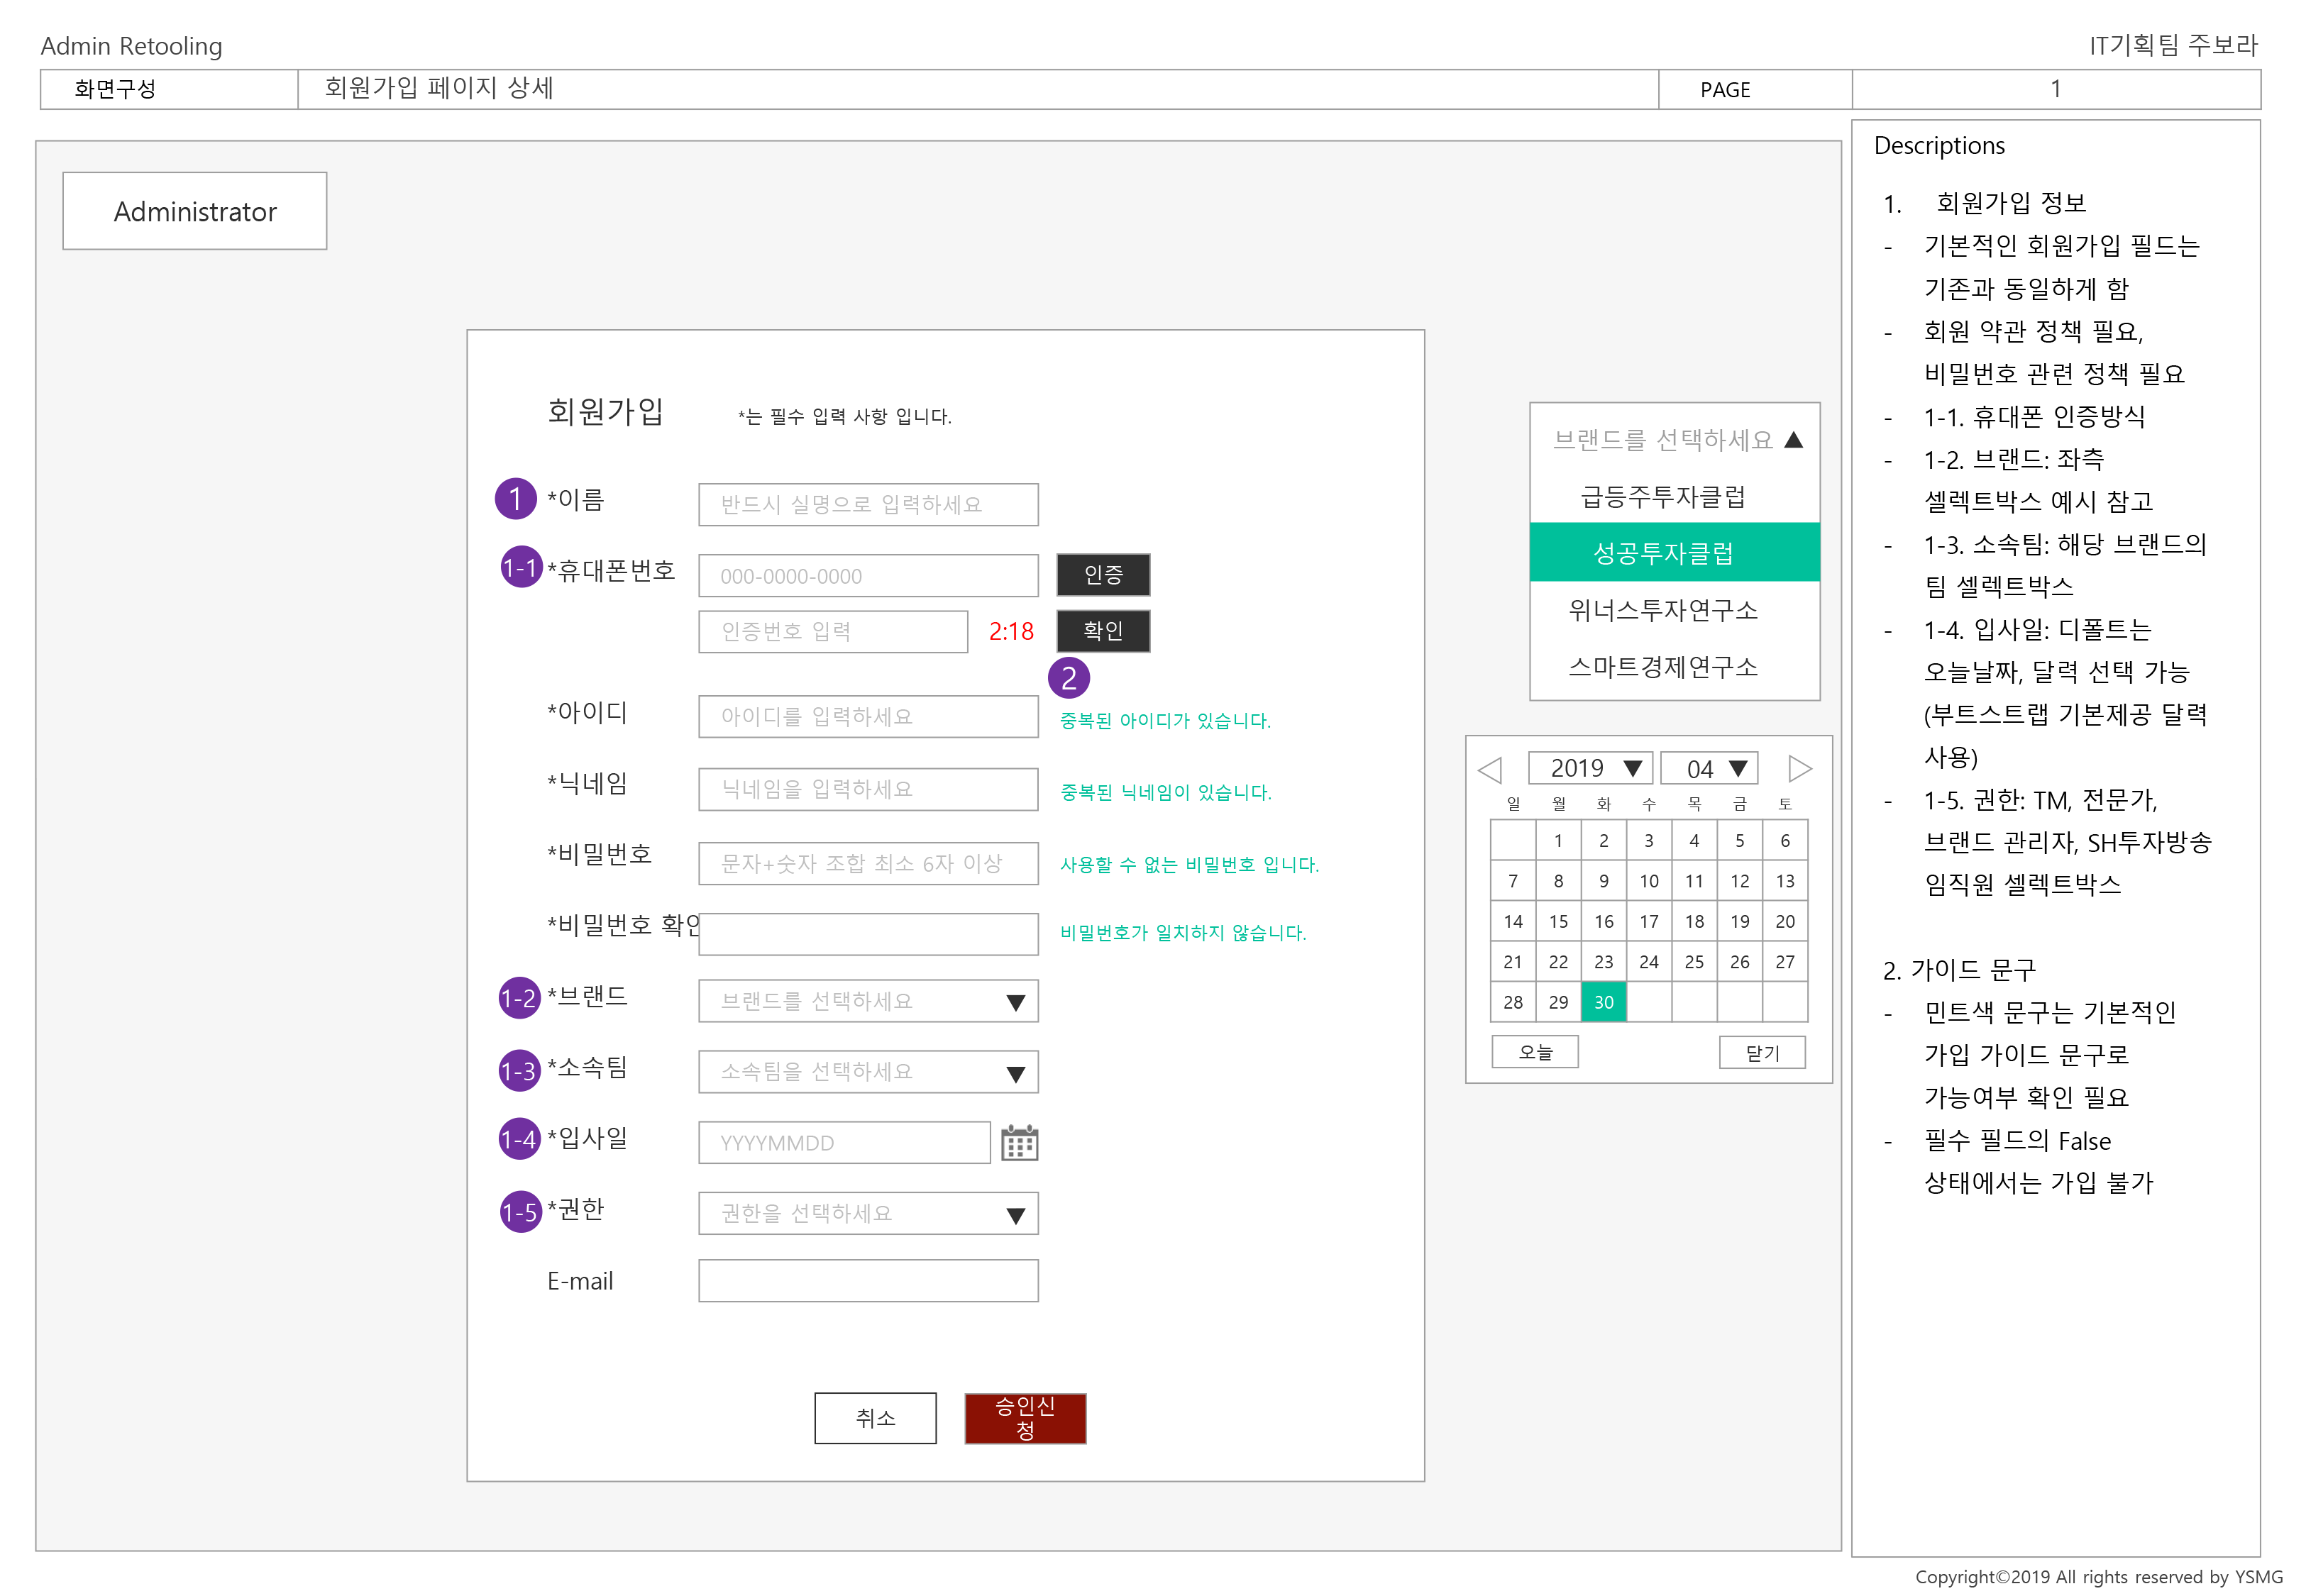 Admin Retooling
IT기획팀 주보라
화면구성
회원가입 페이지 상세
PAGE
1
Administrator
회원가입
*는 필수 입력 사항 입니다.
1
*이름
반드시 실명으로 입력하세요
1-1
*휴대폰번호
000-0000-0000
인증
인증번호 입력
2:18
확인
2
*아이디
아이디를 입력하세요
중복된 아이디가 있습니다.
*닉네임
닉네임을 입력하세요
중복된 닉네임이 있습니다.
*비밀번호
문자+숫자 조합 최소 6자 이상
사용할 수 없는 비밀번호 입니다.
*비밀번호 확인
비밀번호가 일치하지 않습니다.
1-2
*브랜드
브랜드를 선택하세요 ▼
1-3
*소속팀
소속팀을 선택하세요 ▼
1-4
*입사일
YYYYMMDD
1-5
*권한
권한을 선택하세요 ▼
E-mail
취소
승인신
청
브랜드를 선택하세요 ▲
급등주투자클럽
성공투자클럽
위너스투자연구소
스마트경제연구소
◁ 2019 ▼ 04 ▼ ▷
일 월 화 수 목 금 토
1 2 3 4 5 6
7 8 9 10 11 12 13
14 15 16 17 18 19 20
21 22 23 24 25 26 27
28 29 30
오늘
닫기
Descriptions
1. 회원가입 정보
- 기본적인 회원가입 필드는
기존과 동일하게 함
- 회원 약관 정책 필요,
비밀번호 관련 정책 필요
- 1-1. 휴대폰 인증방식
- 1-2. 브랜드: 좌측
셀렉트박스 예시 참고
- 1-3. 소속팀: 해당 브랜드의
팀 셀렉트박스
- 1-4. 입사일: 디폴트는
오늘날짜, 달력 선택 가능
(부트스트랩 기본제공 달력
사용)
- 1-5. 권한: TM, 전문가,
브랜드 관리자, SH투자방송
임직원 셀렉트박스
2. 가이드 문구
- 민트색 문구는 기본적인
가입 가이드 문구로
가능여부 확인 필요
- 필수 필드의 False
상태에서는 가입 불가
Copyright©2019 All rights reserved by YSMG